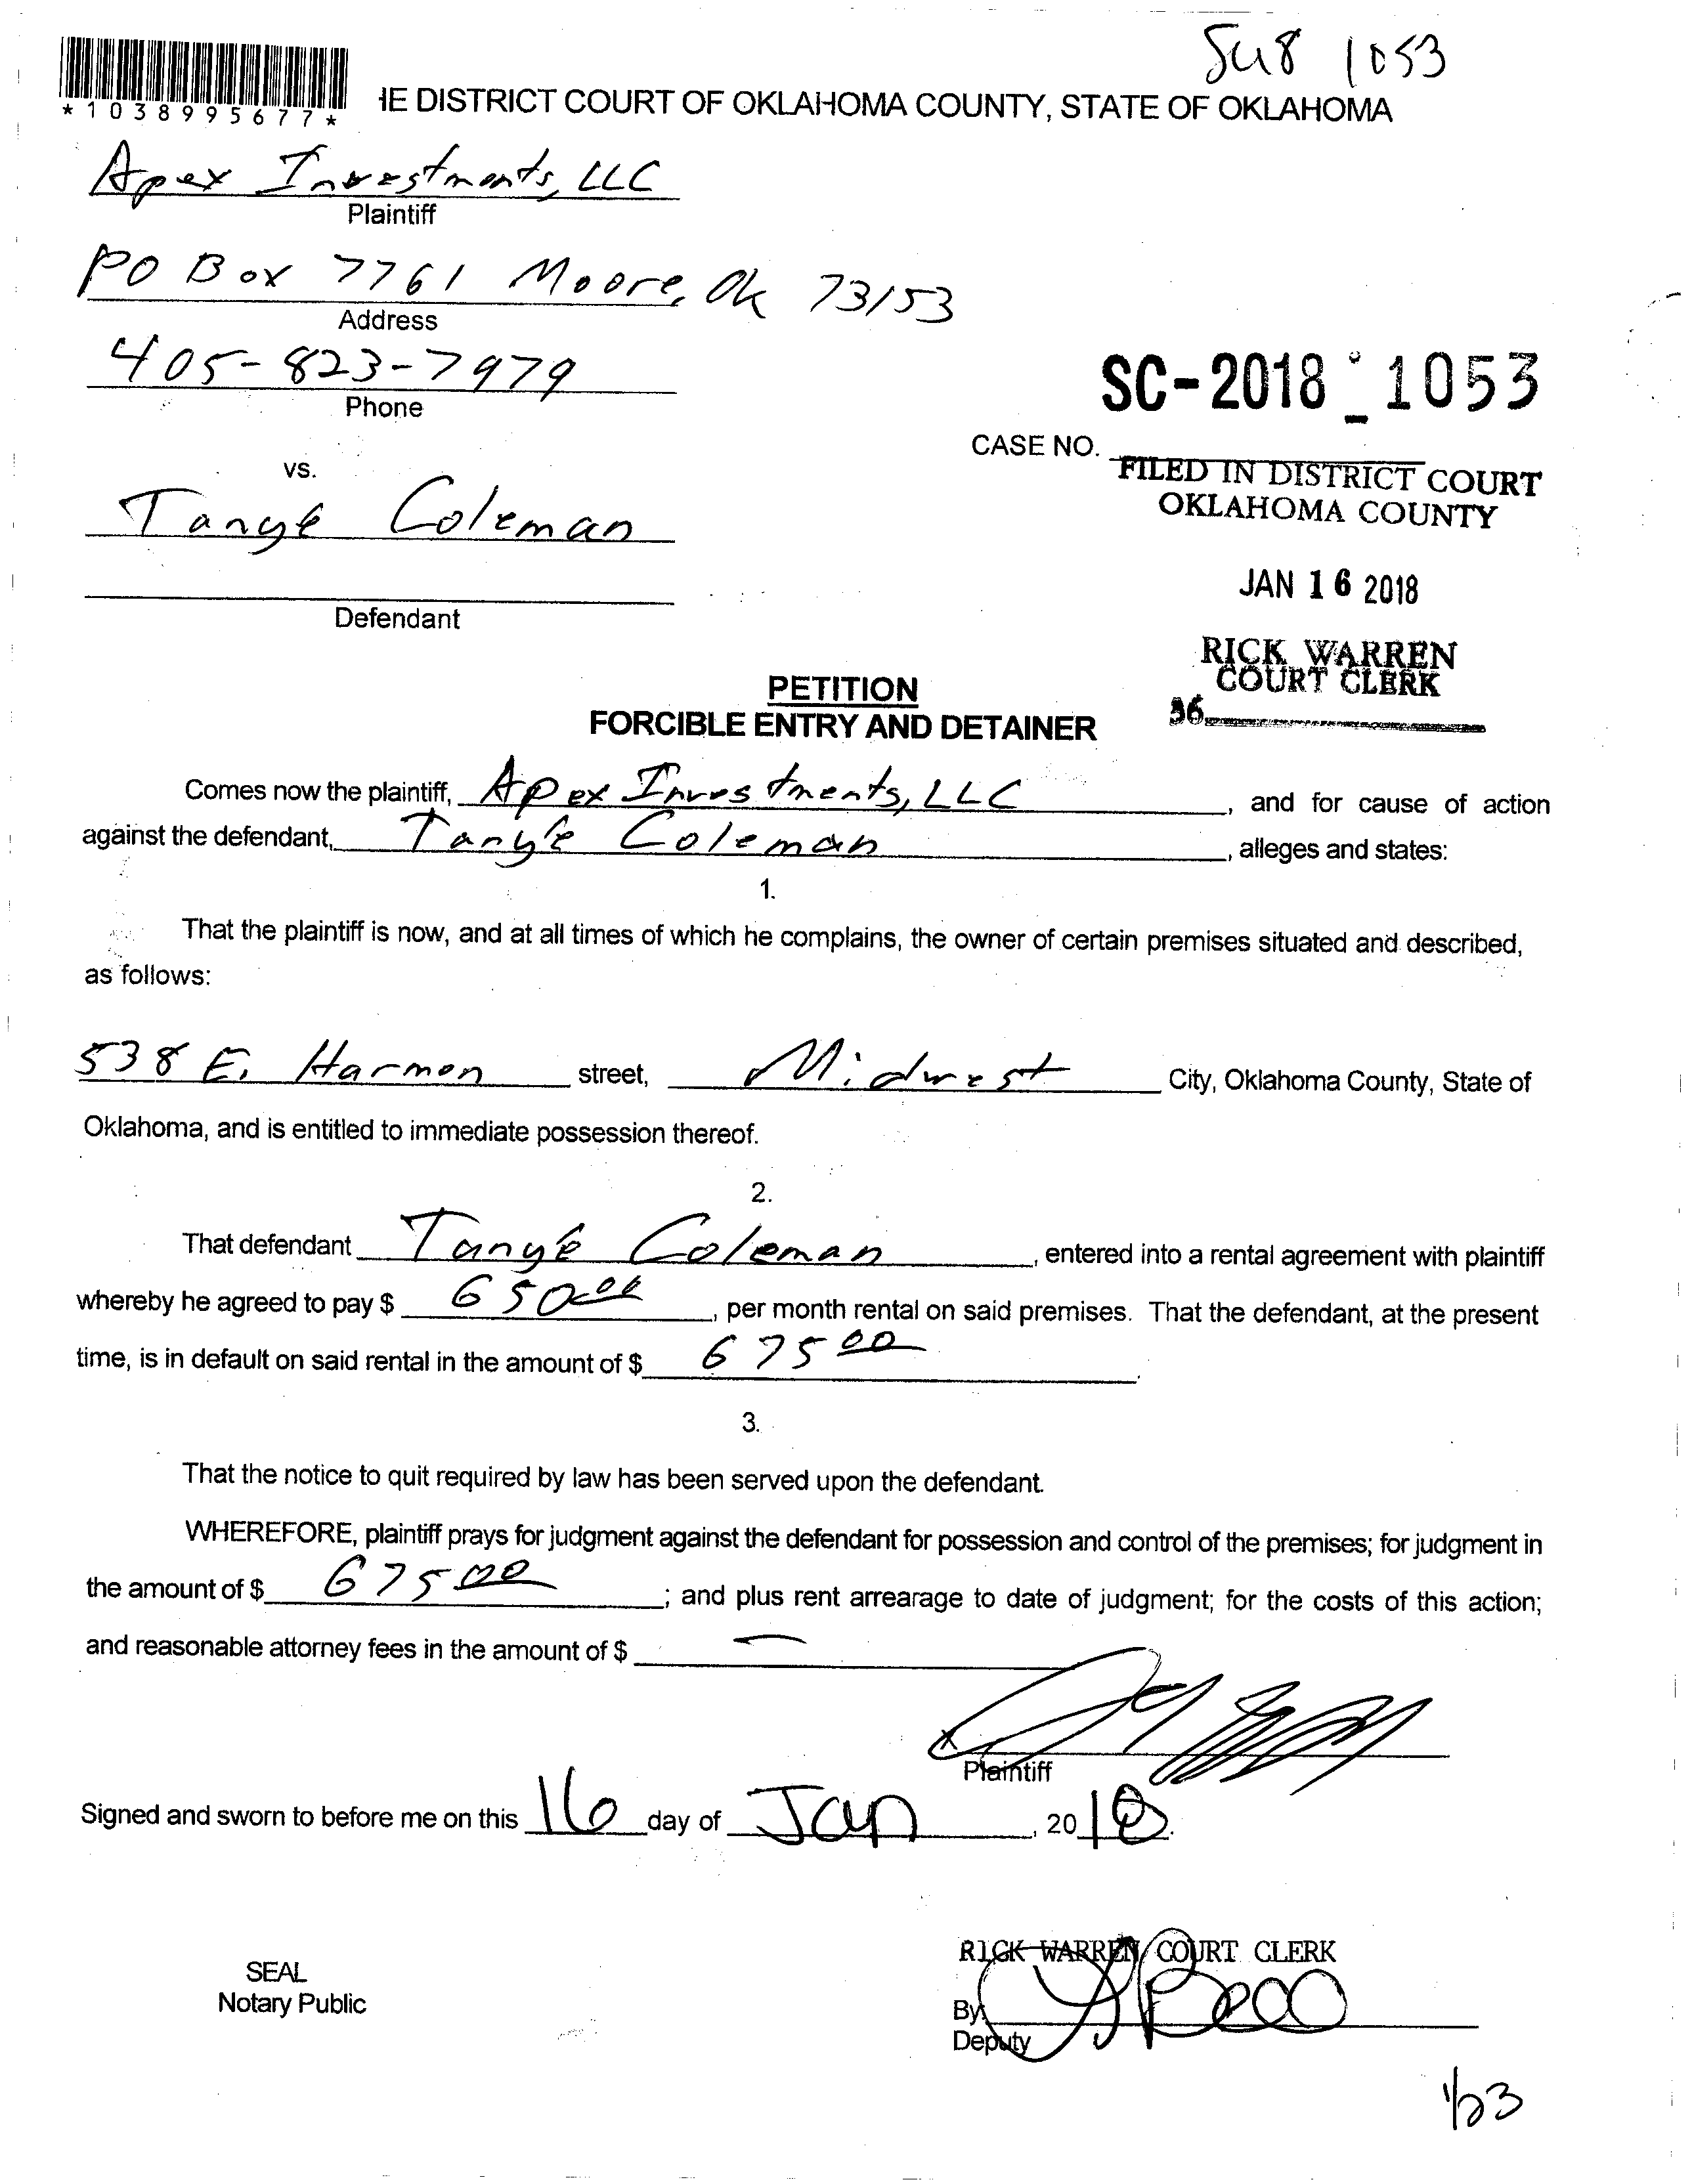 SC18 1053
*1038995677*
IE DISTRICT COURT OF OKLAHOMA COUNTY, STATE OF OKLAHOMA
Apex Investments, LLC
Plaintiff
PO Box 7761 Moore, Ok 73153
Address
405-823-7979
Phone
SC-2018-1053
CASE NO.
vs.
FILED IN DISTRICT COURT
OKLAHOMA COUNTY
Tanye Coleman
JAN 16 2018
Defendant
RICK WARREN
COURT CLERK
36
PETITION
FORCIBLE ENTRY AND DETAINER
Comes now the plaintiff, Apex Investments, LLC, and for cause of action
against the defendant, Tanye Coleman, alleges and states:
1.
That the plaintiff is now, and at all times of which he complains, the owner of certain premises situated and described,
as follows:
538 E. Harmon street, Midwest City, Oklahoma County, State of
Oklahoma, and is entitled to immediate possession thereof.
2.
That defendant Tanye Coleman, entered into a rental agreement with plaintiff
whereby he agreed to pay $ 650.00, per month rental on said premises. That the defendant, at the present
time, is in default on said rental in the amount of $ 675 00.
3.
That the notice to quit required by law has been served upon the defendant.
WHEREFORE, plaintiff prays for judgment against the defendant for possession and control of the premises; for judgment in
the amount of $ 675 00; and plus rent arrearage to date of judgment; for the costs of this action;
and reasonable attorney fees in the amount of $ —
X
Plaintiff
Signed and sworn to before me on this 16 day of Jan, 2018.
RICK WARREN COURT CLERK
SEAL
Notary Public
By:
Deputy
1/23